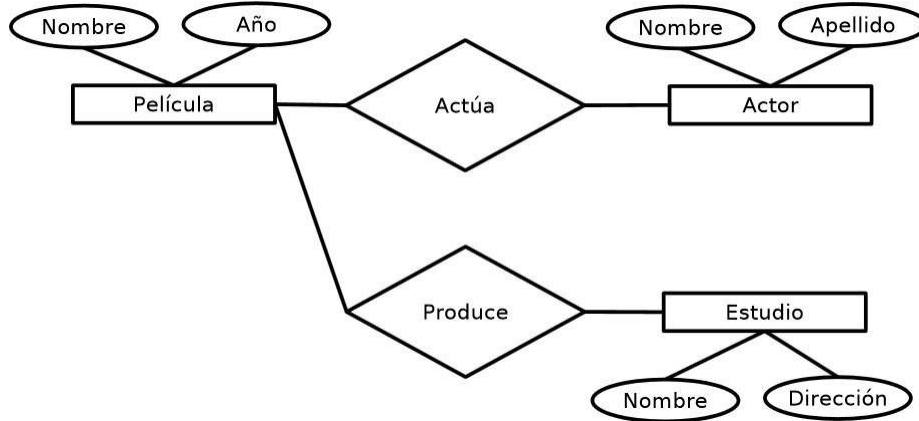 Nombre
Año
Nombre
Apellido
Película
Actúa
Actor
Produce
Estudio
Nombre
Dirección